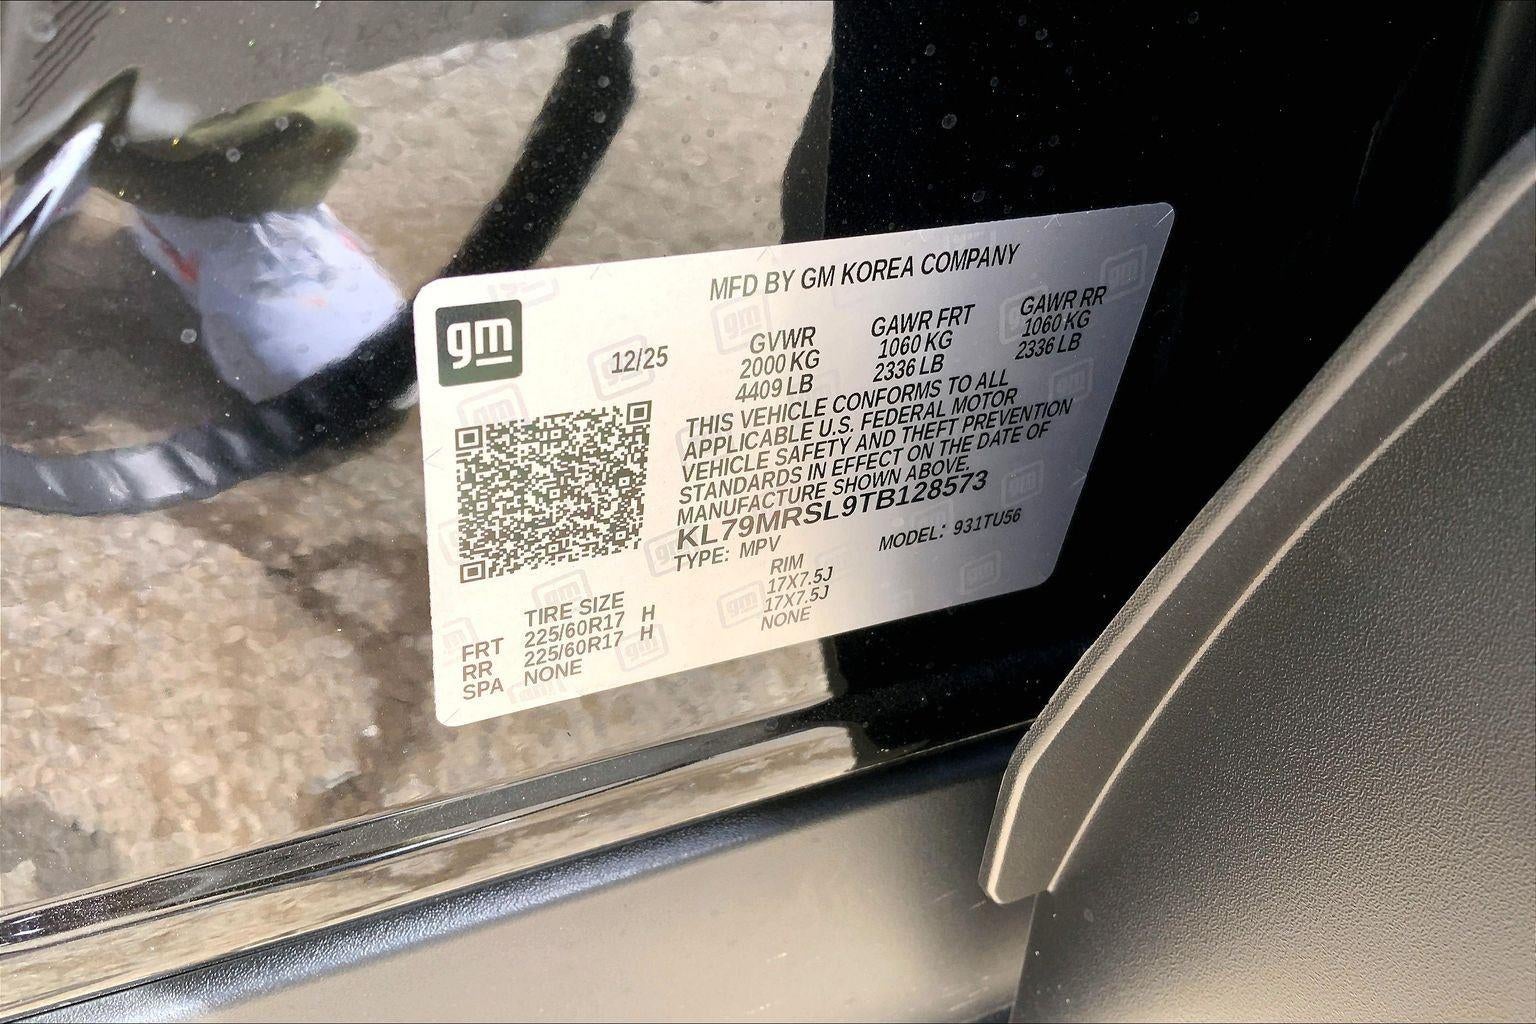 gm
MFD BY GM KOREA COMPANY
12/25
GVWR GAWR FRT GAWR RR
2000 KG 1060 KG 1060 KG
4409 LB 2336 LB 2336 LB
THIS VEHICLE CONFORMS TO ALL
APPLICABLE U.S. FEDERAL MOTOR
VEHICLE SAFETY AND THEFT PREVENTION
STANDARDS IN EFFECT ON THE DATE OF
MANUFACTURE SHOWN ABOVE.
KL79MRSL9TB128573
TYPE: MPV MODEL: 931TU56
TIRE SIZE RIM
FRT 225/60R17 H 17X7.5J
RR 225/60R17 H 17X7.5J
SPA NONE NONE